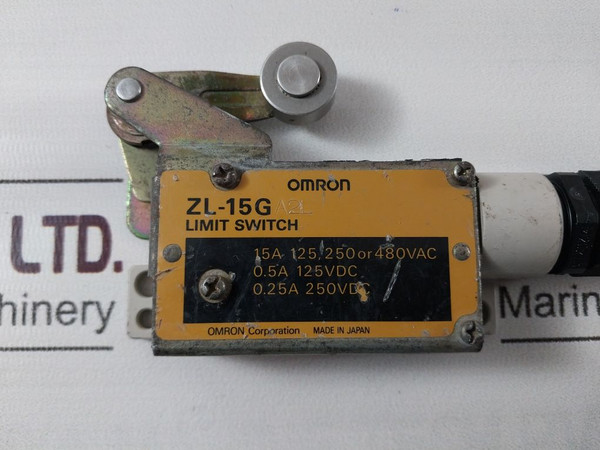 OMRON
ZL-15G
LIMIT SWITCH
15A 125, 250 or 480VAC
0.5A 125VDC
0.25A 250VDC
OMRON Corporation MADE IN JAPAN
LTD.
hinery
Marin